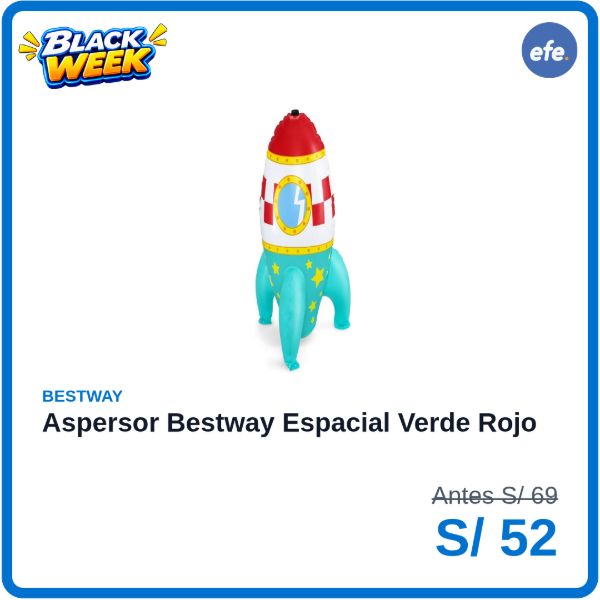 BLACK
WEEK
efe.
BESTWAY
Aspersor Bestway Espacial Verde Rojo
Antes S/ 69
S/ 52